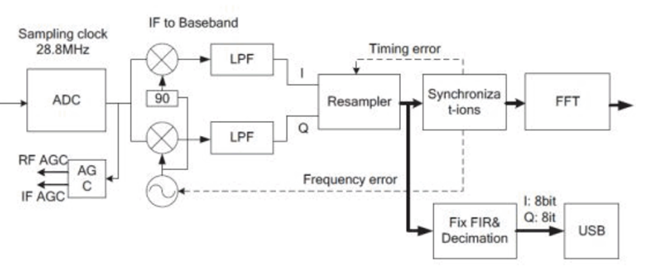 IF to Baseband
Sampling clock
28.8MHz
ADC
90
LPF
I
LPF
Q
Resampler
Timing error
Synchroniza
t-ions
FFT
RF AGC
IF AGC
AG
C
Frequency error
Fix FIR&
Decimation
I: 8bit
Q: 8it
USB